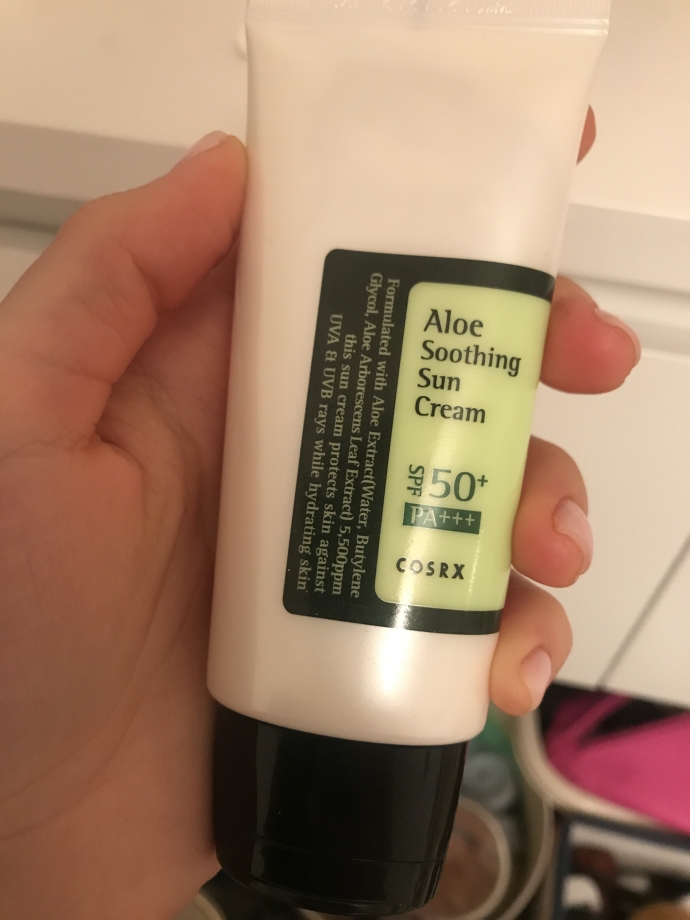 Aloe
Soothing
Sun
Cream
SPF 50+
PA+++
COSRX
Formulated with Aloe Extract(Water, Butylene
Glycol, Aloe Arborescens Leaf Extract) 5,500ppm
this sun cream protects skin against
UVA & UVB rays while hydrating skin